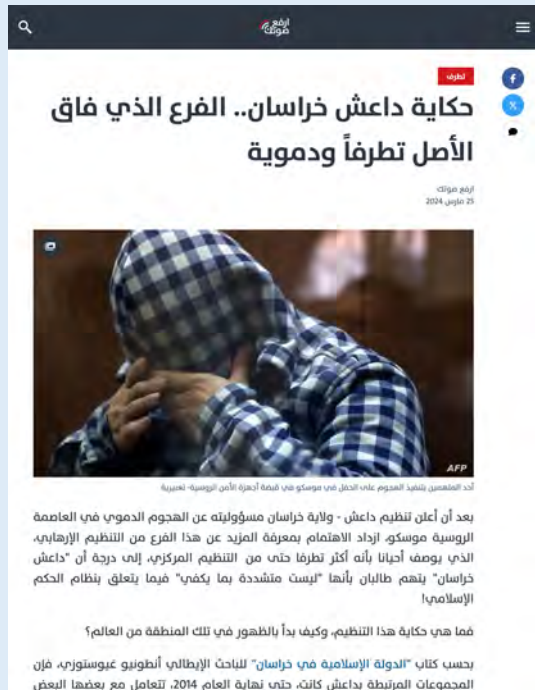 ارفع صوتك
تطرف
حكاية داعش خراسان.. الفرع الذي فاق
الأصل تطرفاً ودموية
ارفع صوتك
25 مارس 2024
AFP
أحد المتهمين بتنفيذ الهجوم على الحفل في موسكو في قبضة أجهزة الأمن الروسية- تعبيرية
بعد أن أعلن تنظيم داعش - ولاية خراسان مسؤوليته عن الهجوم الدموي في العاصمة
الروسية موسكو، ازداد الاهتمام بمعرفة المزيد عن هذا الفرع من التنظيم الإرهابي،
الذي يوصف أحيانا بأنه أكثر تطرفا حتى من التنظيم المركزي، إلى درجة أن "داعش
خراسان" يتهم طالبان بأنها "ليست متشددة بما يكفي" فيما يتعلق بنظام الحكم
الإسلامي!
فما هي حكاية هذا التنظيم، وكيف بدأ بالظهور في تلك المنطقة من العالم؟
بحسب كتاب "الدولة الإسلامية في خراسان" للباحث الإيطالي أنطونيو غيوستوزي، فإن
المجموعات المرتبطة بداعش كانت، حتى نهاية العام 2014، تتعامل مع بعضها البعض